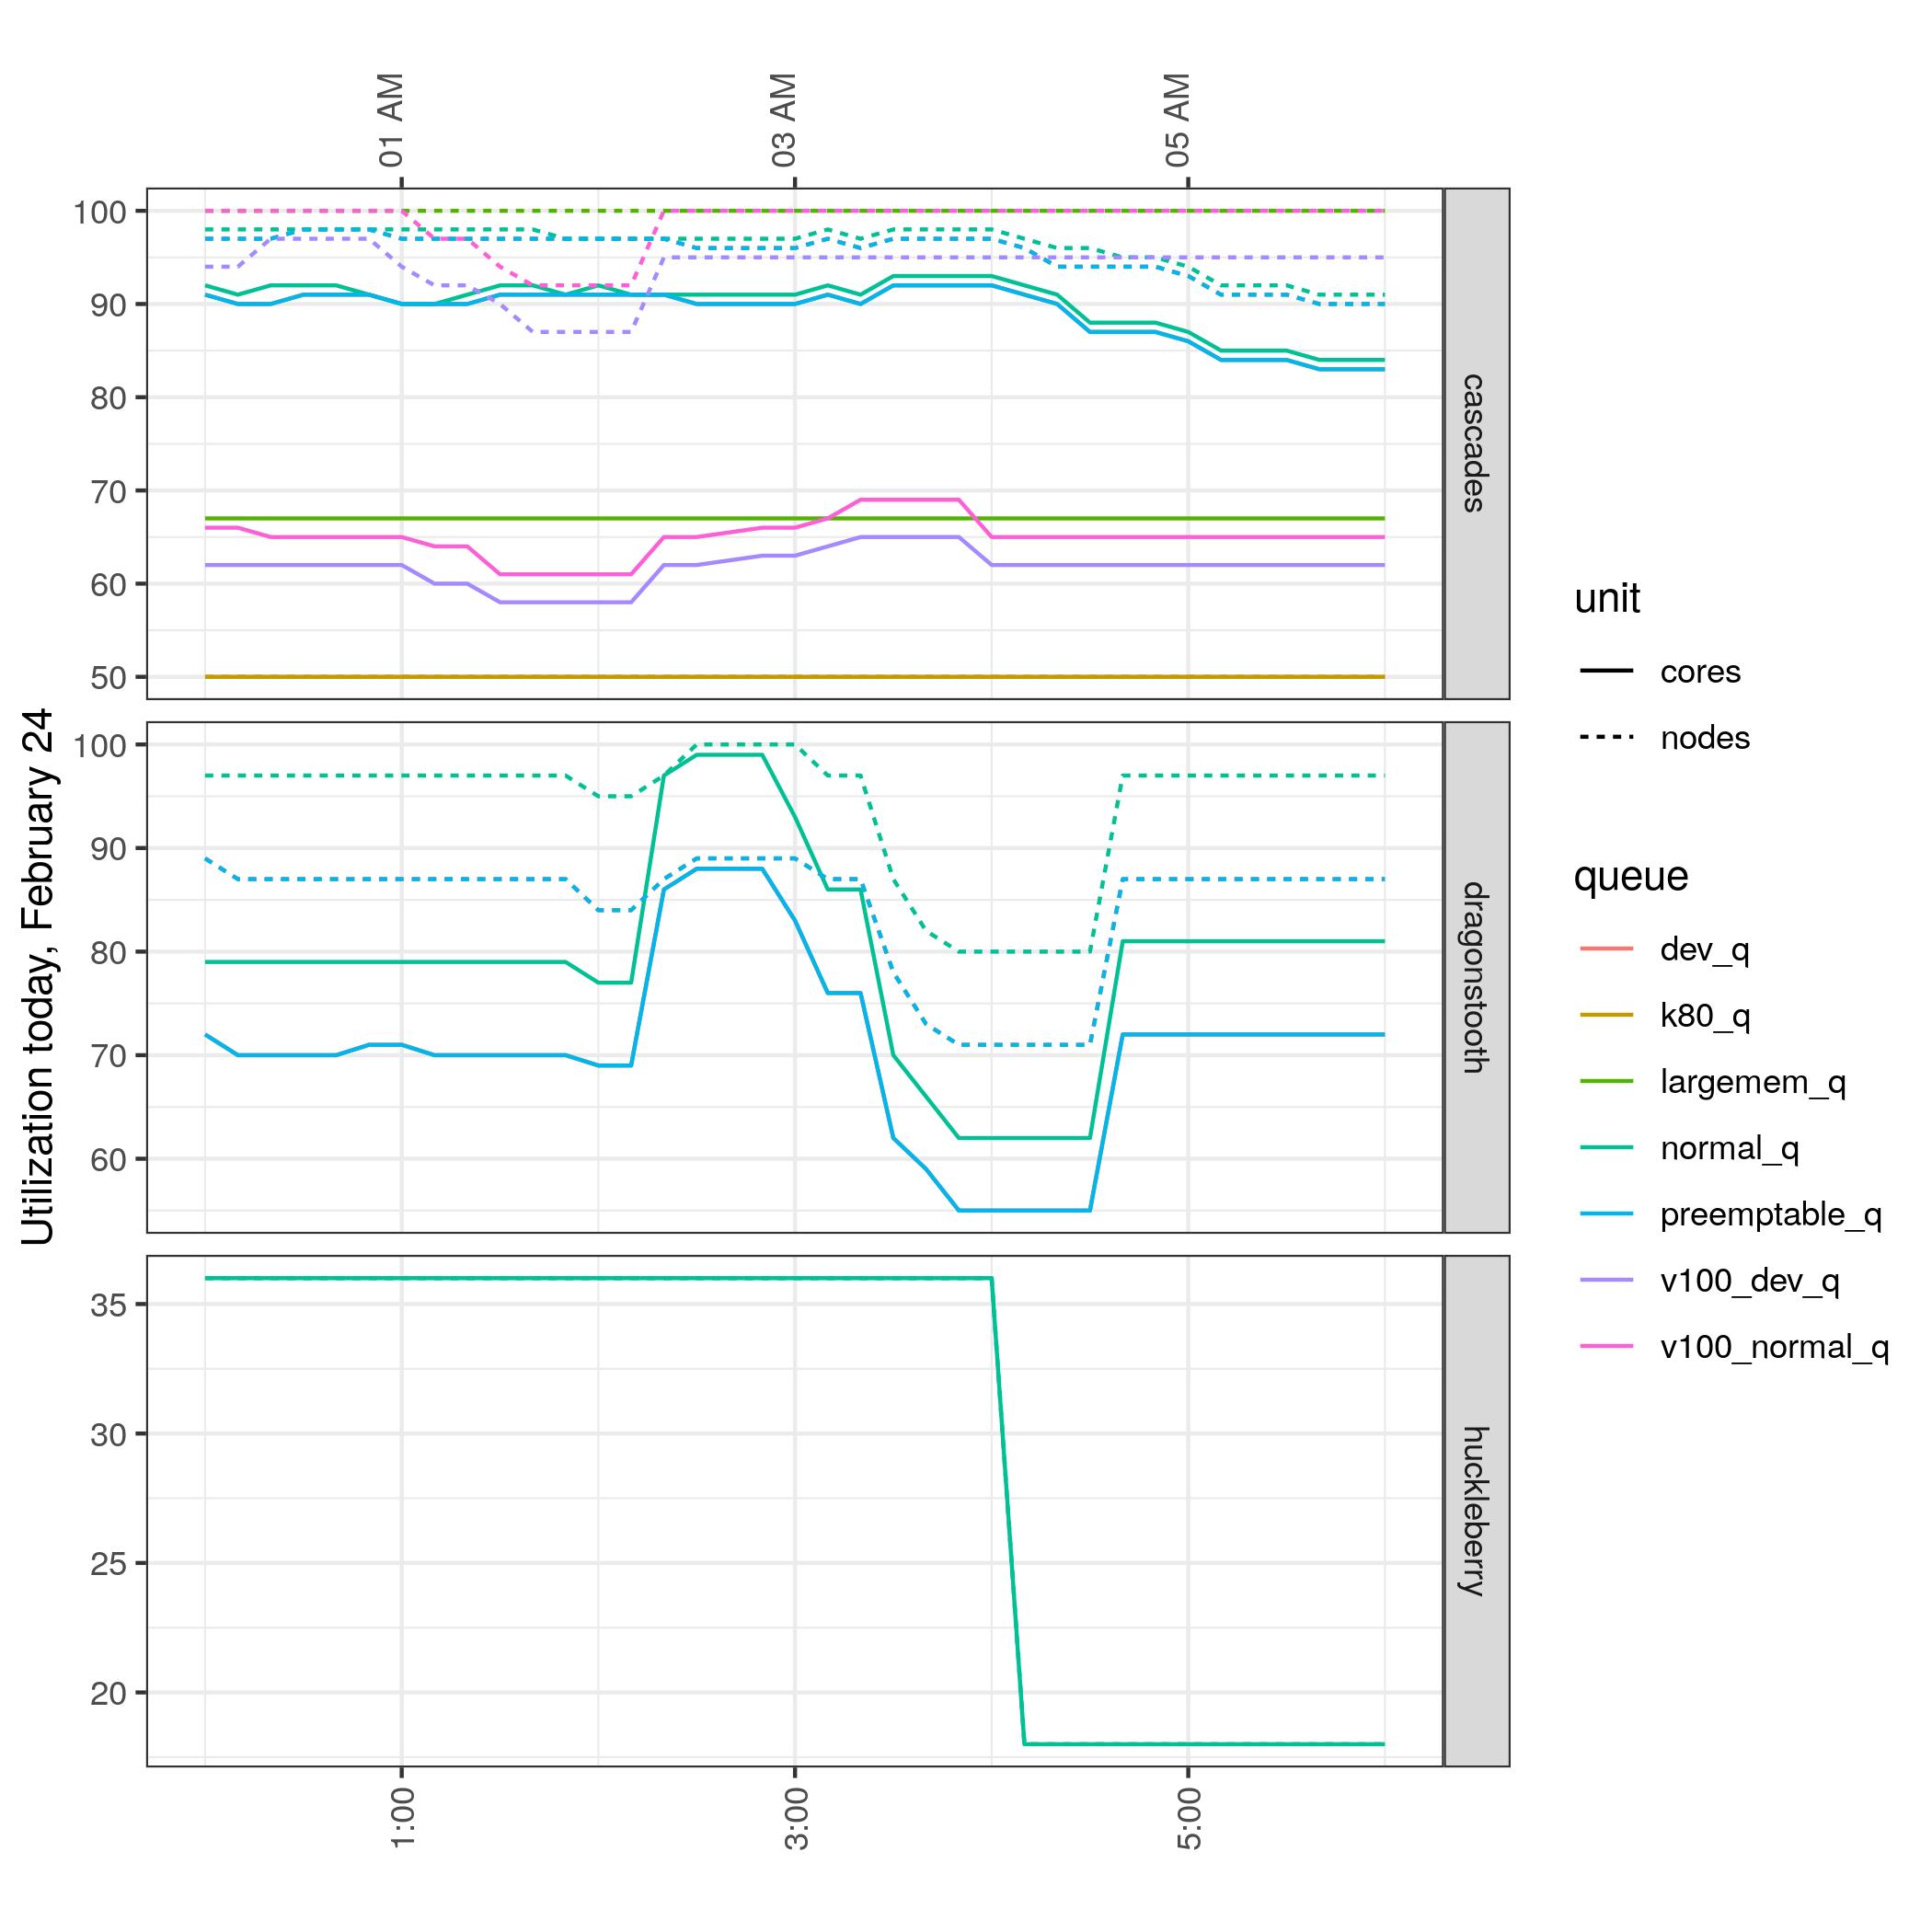 01 AM
03 AM
05 AM
Utilization today, February 24
100
90
80
70
60
50
cascades
100
90
80
70
60
dragonstooth
35
30
25
20
huckleberry
1:00
3:00
5:00
unit
cores
nodes
queue
dev_q
k80_q
largemem_q
normal_q
preemptable_q
v100_dev_q
v100_normal_q